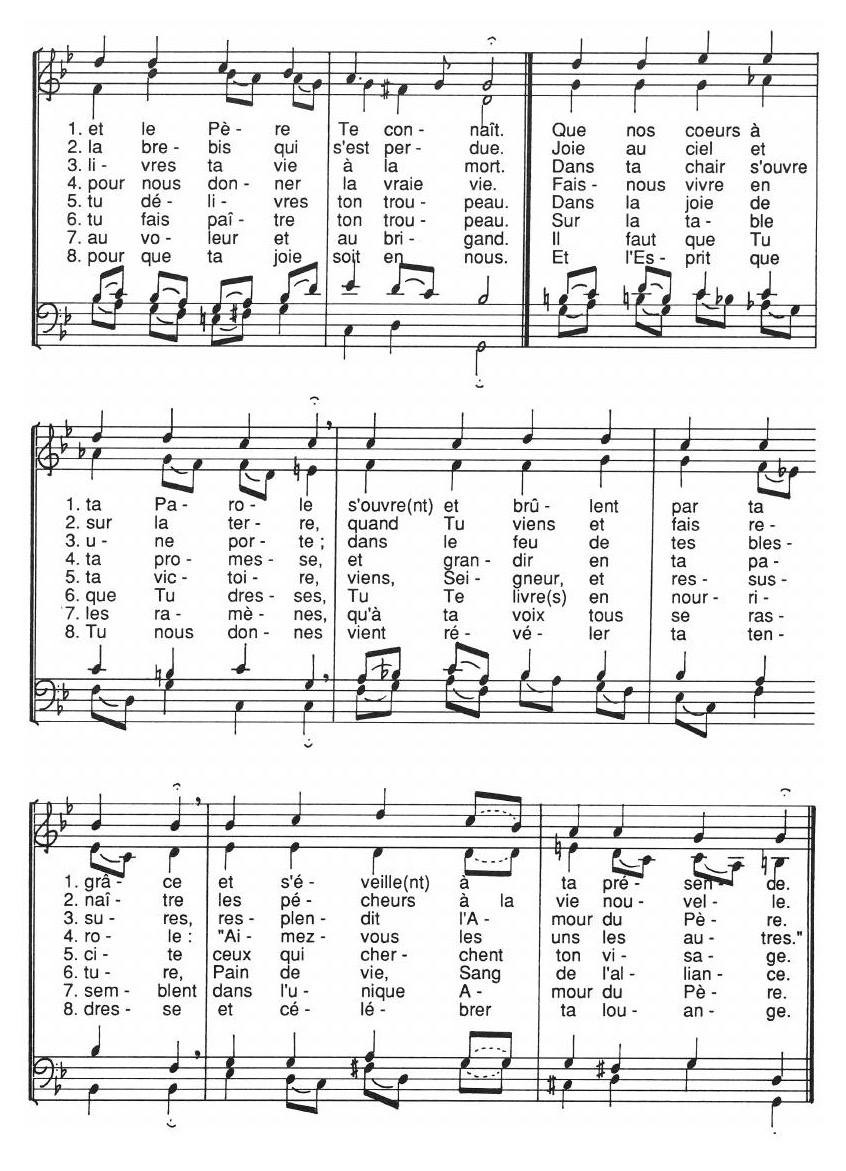 1. et le Pè - re Te con - naît. Que nos coeurs à
2. la bre - bis qui s'est per - due. Joie au ciel et
3. li - vres ta vie à la mort. Dans ta chair s'ouvre
4. pour nous don - ner la vraie vie. Fais - nous vivre en
5. tu dé - li - vres ton trou - peau. Dans la joie de
6. tu fais paî - tre ton trou - peau. Sur la ta - ble
7. au vo - leur et au bri - gand. Il faut que Tu
8. pour que ta joie soit en nous. Et l'Es - prit que
1. ta Pa - ro - le s'ouvre(nt) et brû - lent par ta
2. sur la ter - re, quand Tu viens et fais re -
3. u - ne por - te ; dans le feu de tes bles -
4. ta pro - mes - se, et gran - dir en ta pa -
5. ta vic - toi - re, viens, Sei - gneur, et res - sus -
6. que Tu dres - ses, Tu Te livre(s) en nour - ri -
7. les ra - mè - nes, qu'à ta voix tous se ras -
8. Tu nous don - nes vient ré - vé - ler ta ten -
1. grâ - ce et s'é - veille(nt) à ta pré - sen - ce.
2. naî - tre les pé - cheurs à la vie nou - vel - le.
3. su - res, res - plen - dit l'A - mour du Pè - re.
4. ro - le : "Ai - mez - vous les uns les au - tres."
5. ci - te ceux qui cher - chent ton vi - sa - ge.
6. tu - re, Pain de vie, Sang de l'al - lian - ce.
7. sem - blent dans l'u - nique A - mour du Pè - re.
8. dres - se et cé - lé - brer ta lou - an - ge.